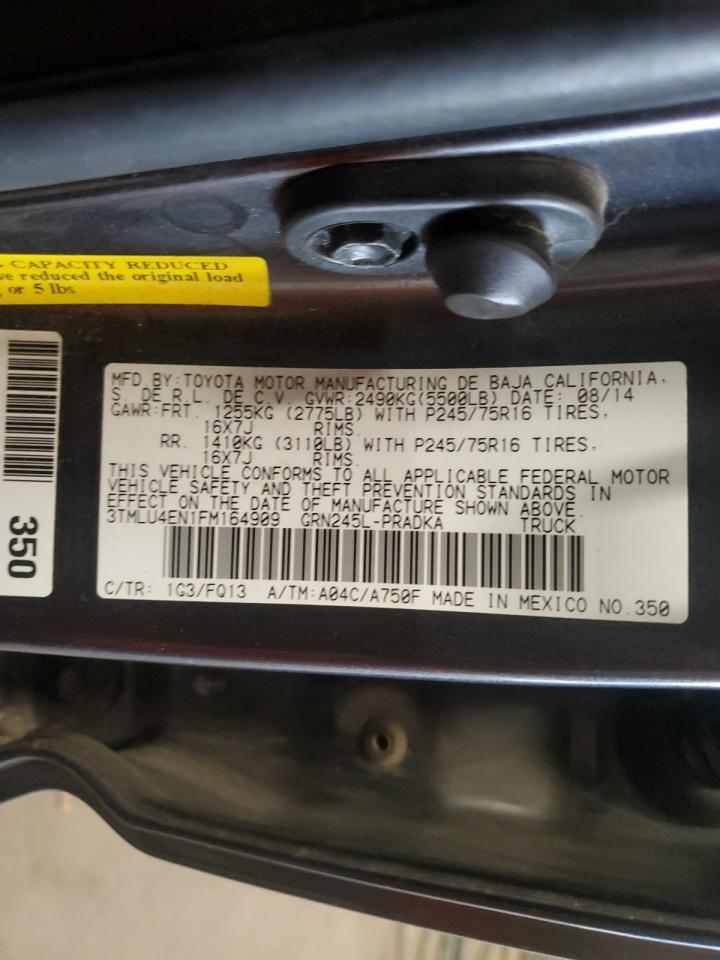 CAPACITY REDUCED
reduced the original load
or 5 lbs
350
MFD.BY:TOYOTA MOTOR MANUFACTURING DE BAJA CALIFORNIA,
S. DE R.L. DE C.V. GVWR:2490KG(5500LB) DATE: 08/14
GAWR:FRT. 1255KG (2775LB) WITH P245/75R16 TIRES,
16X7J RIMS
RR. 1410KG (3110LB) WITH P245/75R16 TIRES,
16X7J RIMS
THIS VEHICLE CONFORMS TO ALL APPLICABLE FEDERAL MOTOR
VEHICLE SAFETY AND THEFT PREVENTION STANDARDS IN
EFFECT ON THE DATE OF MANUFACTURE SHOWN ABOVE.
3TMLU4EN1FM164909 GRN245L-PRADKA TRUCK
C/TR: 1G3/FQ13 A/TM:A04C/A750F MADE IN MEXICO NO.350